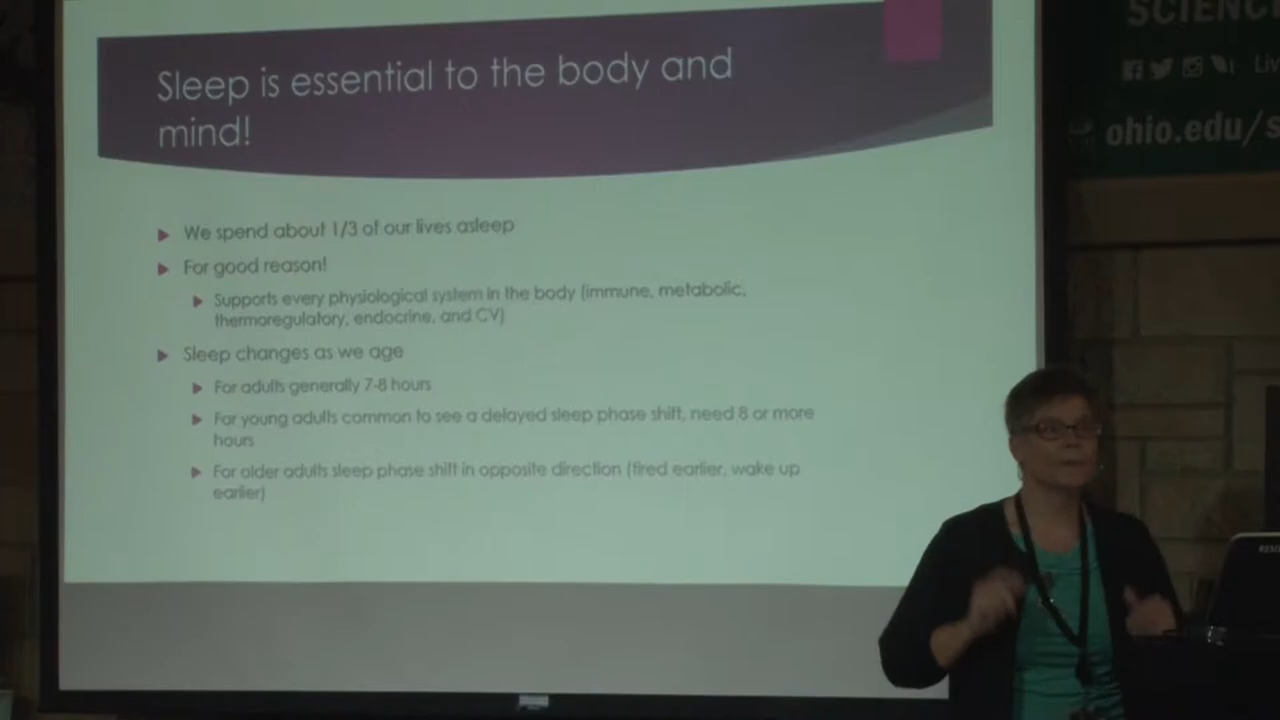 Sleep is essential to the body and
mind!
We spend about 1/3 of our lives asleep
For good reason!
Supports every physiological system in the body (immune, metabolic,
thermoregulatory, endocrine, and CV)
Sleep changes as we age
For adults generally 7-8 hours
For young adults common to see a delayed sleep phase shift, need 8 or more
hours
For older adults sleep phase shift in opposite direction (tired earlier, wake up
earlier)
SCIENC
Liv
ohio.edu/s